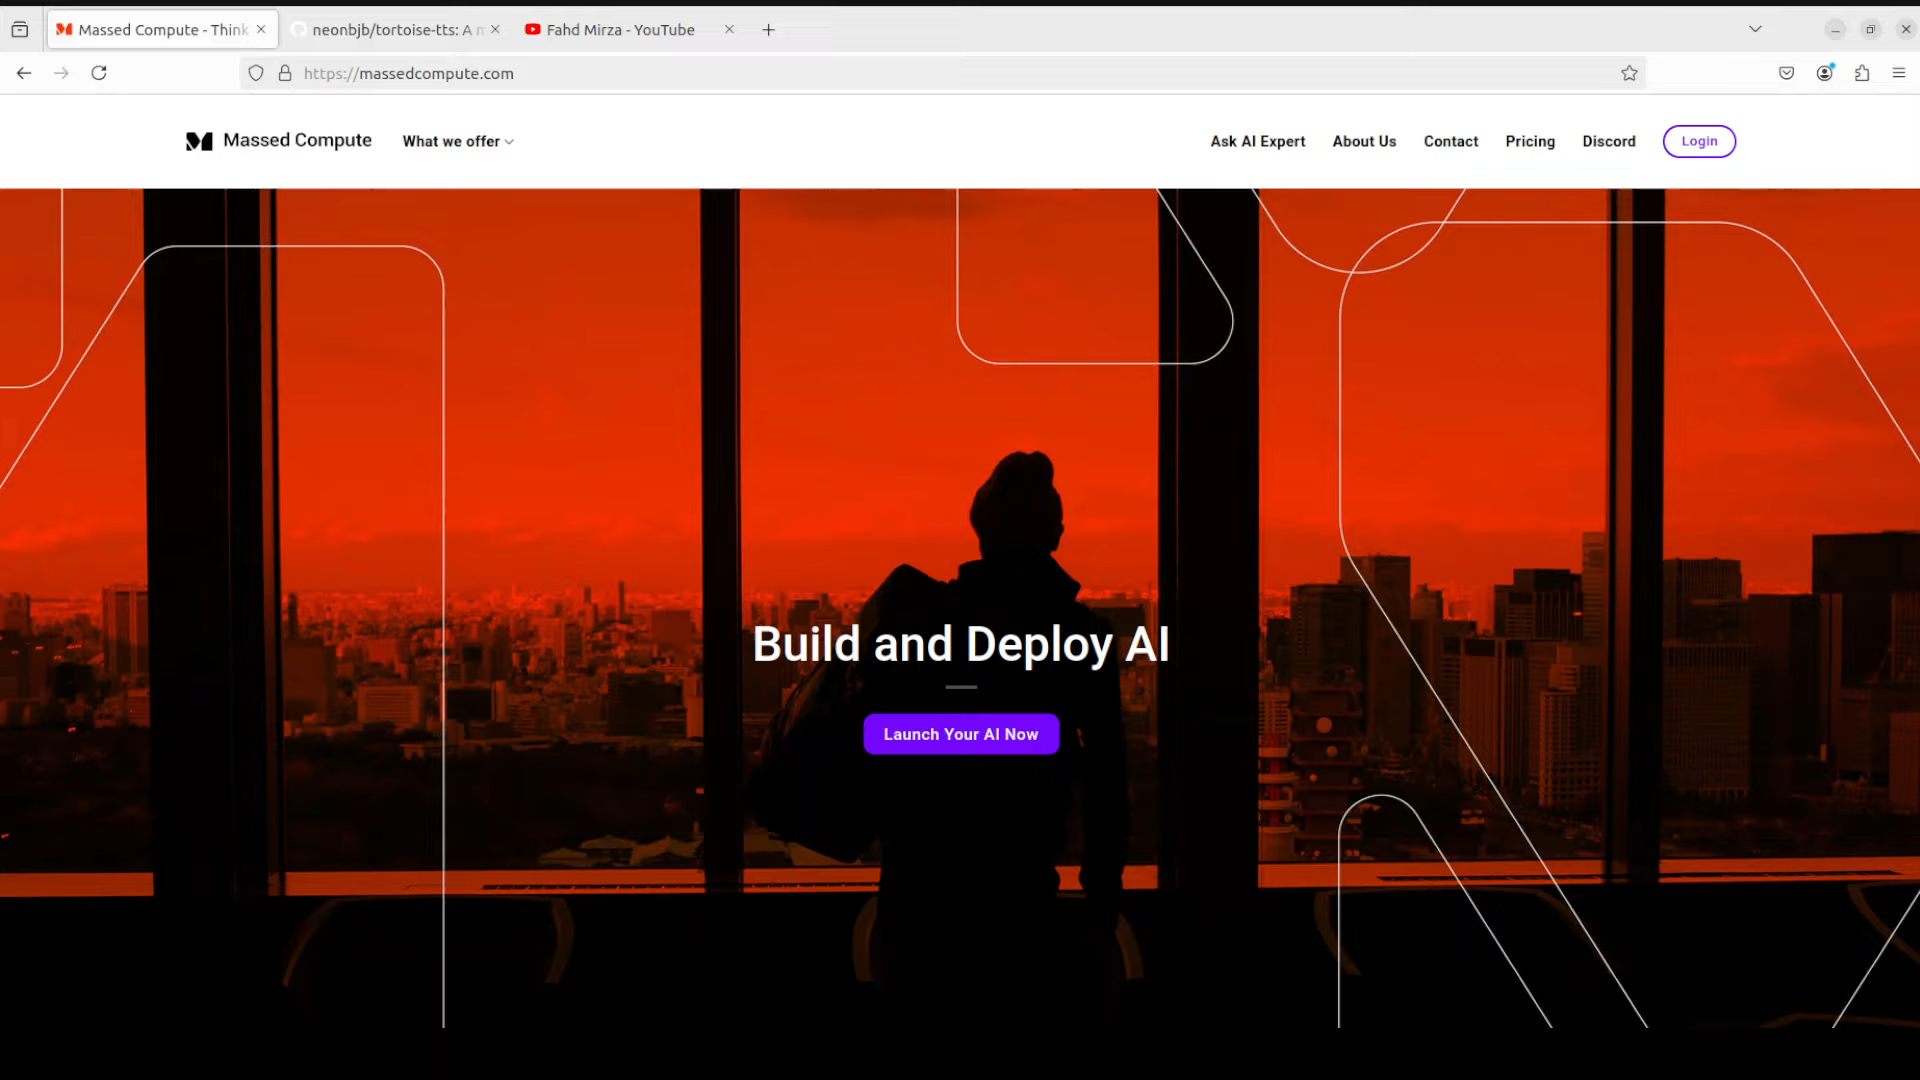 Massed Compute - Think
neonbjb/tortoise-tts: A m
Fahd Mirza - YouTube
https://massedcompute.com
Massed Compute
What we offer
Ask AI Expert
About Us
Contact
Pricing
Discord
Login
Build and Deploy AI
Launch Your AI Now